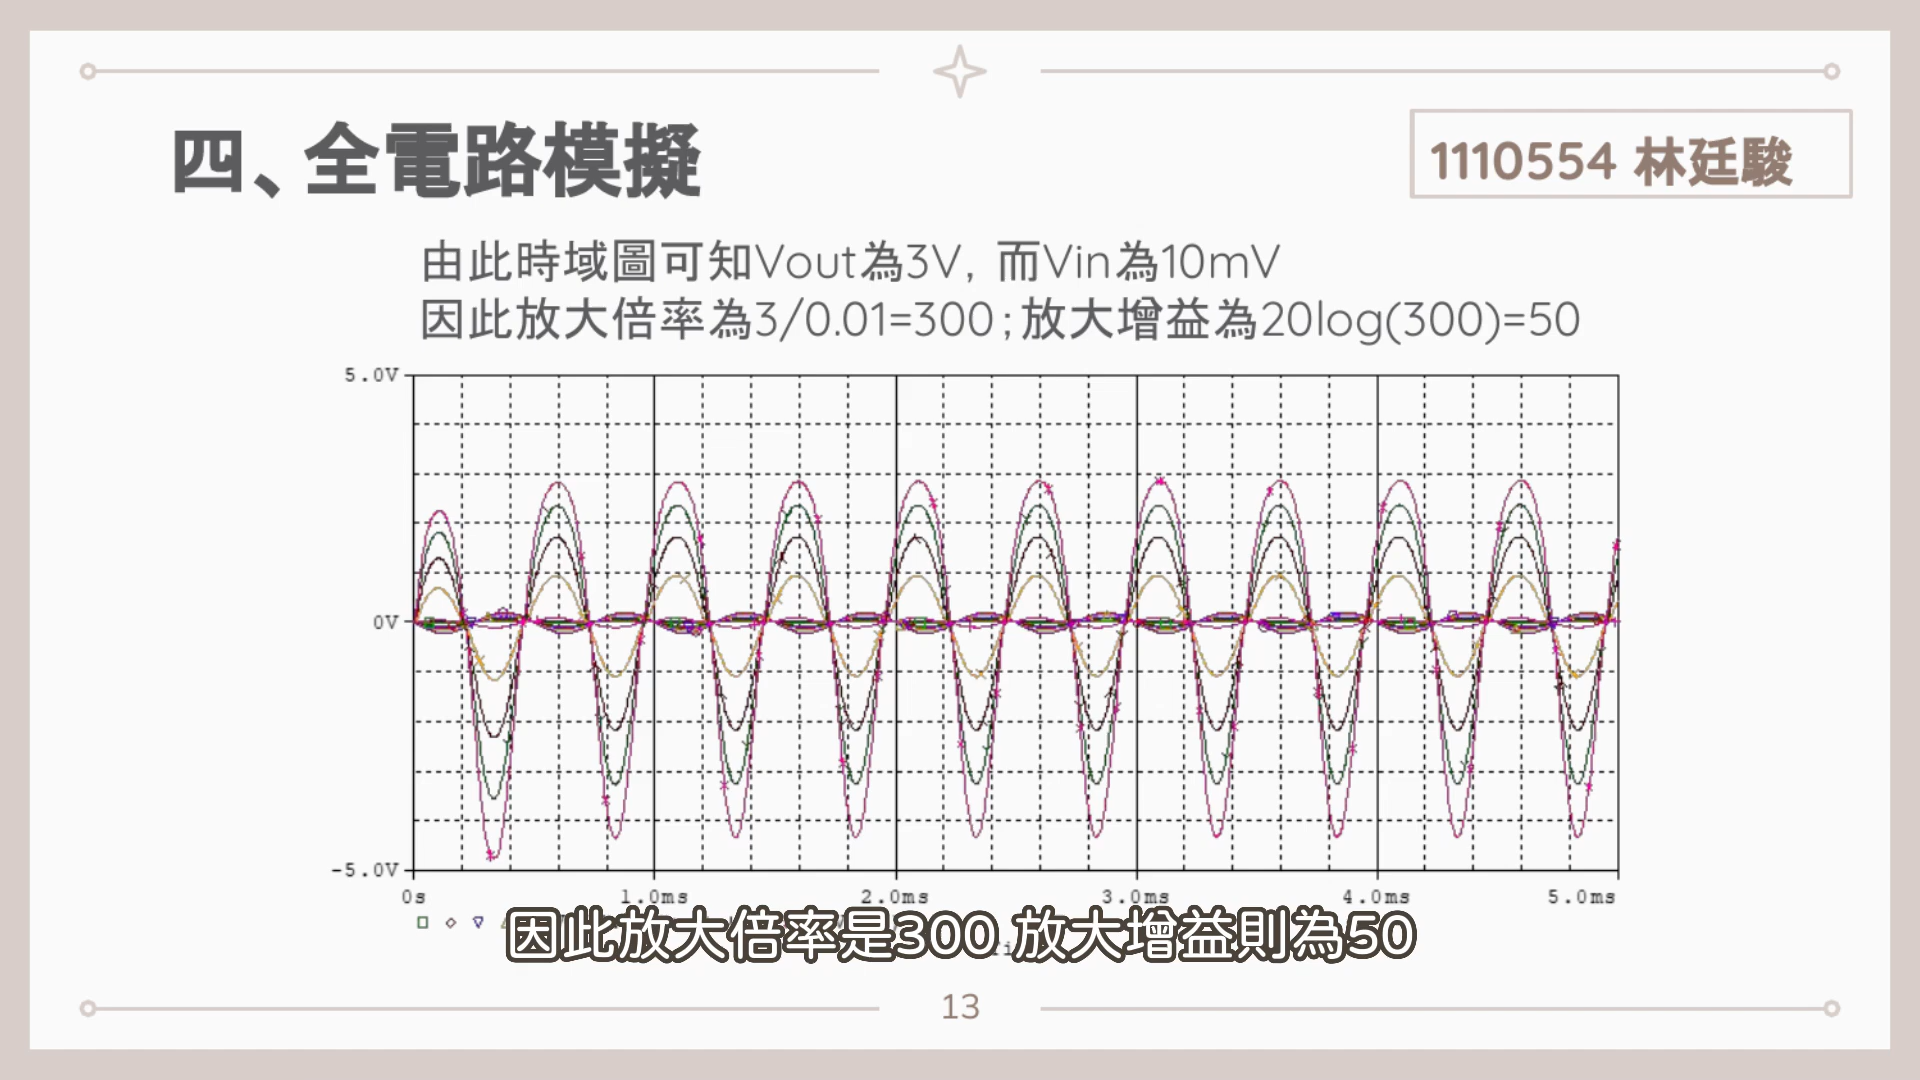 四、全電路模擬
1110554 林廷駿
由此時域圖可知Vout為3V，而Vin為10mV
因此放大倍率為3/0.01=300;放大增益為20log(300)=50
5.0V
0V
-5.0V
0s 1.0ms 2.0ms 3.0ms 4.0ms 5.0ms
因此放大倍率是300 放大增益則為50
13